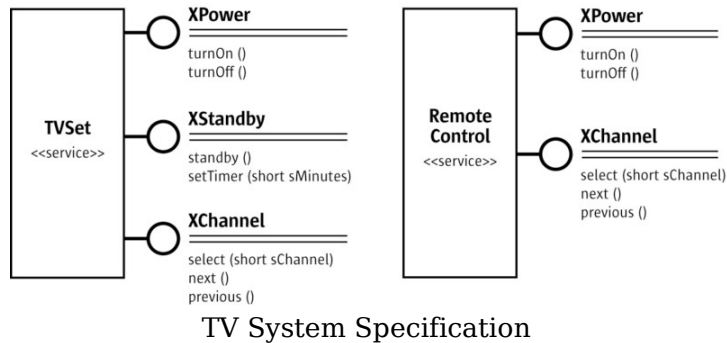 XPower
turnOn ()
turnOff ()
TVSet
<<service>>
XStandby
standby ()
setTimer (short sMinutes)
XChannel
select (short sChannel)
next ()
previous ()
XPower
turnOn ()
turnOff ()
Remote
Control
<<service>>
XChannel
select (short sChannel)
next ()
previous ()
TV System Specification